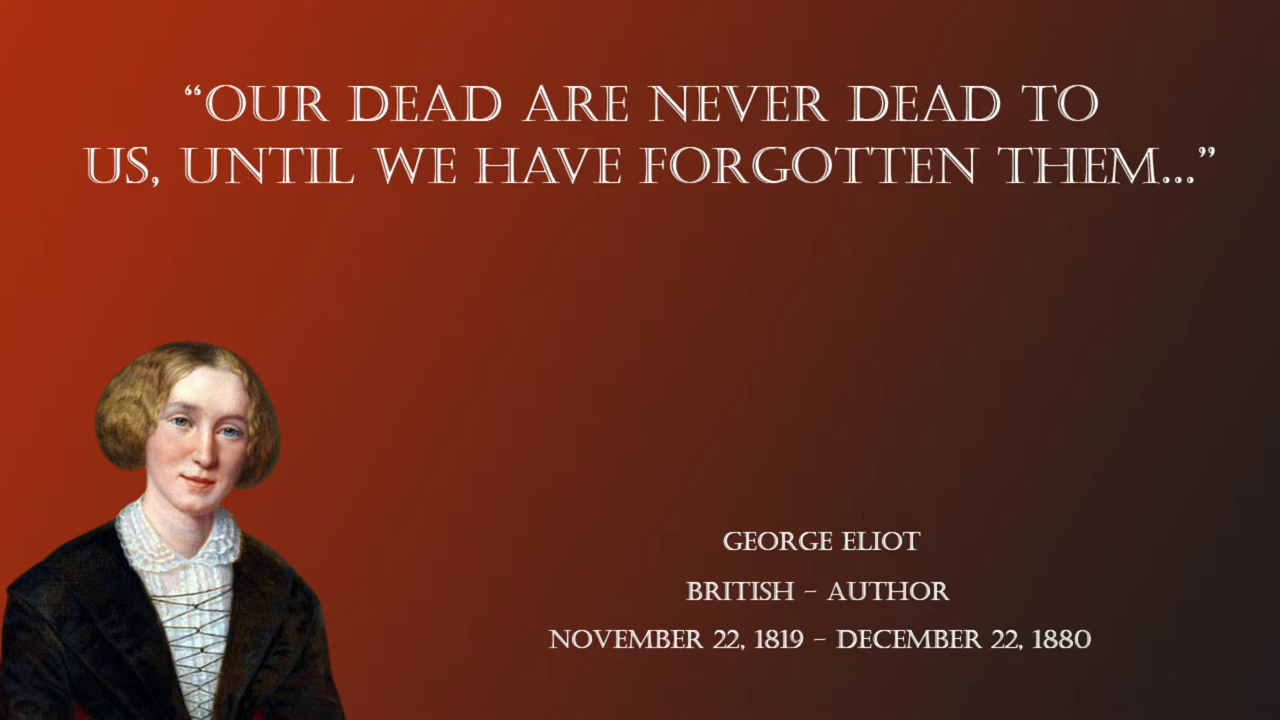 “OUR DEAD ARE NEVER DEAD TO
US, UNTIL WE HAVE FORGOTTEN THEM...”
GEORGE ELIOT
BRITISH - AUTHOR
NOVEMBER 22, 1819 - DECEMBER 22, 1880